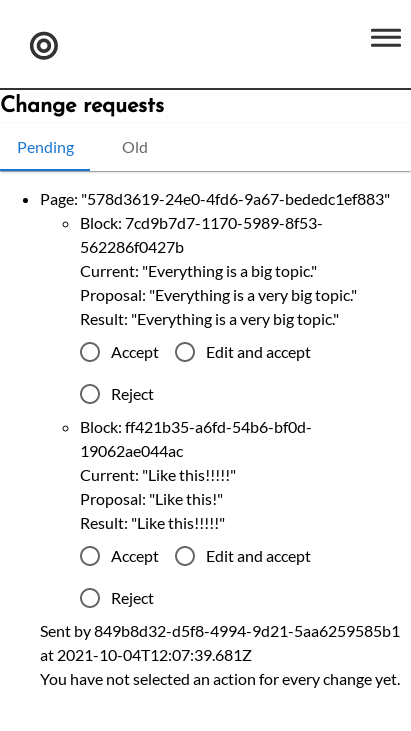 Change requests
Pending Old
Page: "578d3619-24e0-4fd6-9a67-bededc1ef883"
Block: 7cd9b7d7-1170-5989-8f53-
562286f0427b
Current: "Everything is a big topic."
Proposal: "Everything is a very big topic."
Result: "Everything is a very big topic."
Accept Edit and accept
Reject
Block: ff421b35-a6fd-54b6-bf0d-
19062ae044ac
Current: "Like this!!!!!"
Proposal: "Like this!"
Result: "Like this!!!!!"
Accept Edit and accept
Reject
Sent by 849b8d32-d5f8-4994-9d21-5aa6259585b1
at 2021-10-04T12:07:39.681Z
You have not selected an action for every change yet.